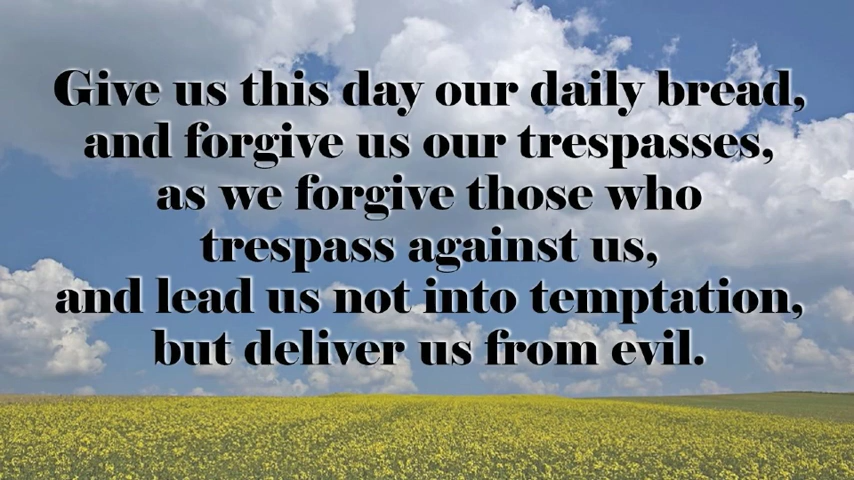 Give us this day our daily bread,
and forgive us our trespasses,
as we forgive those who
trespass against us,
and lead us not into temptation,
but deliver us from evil.